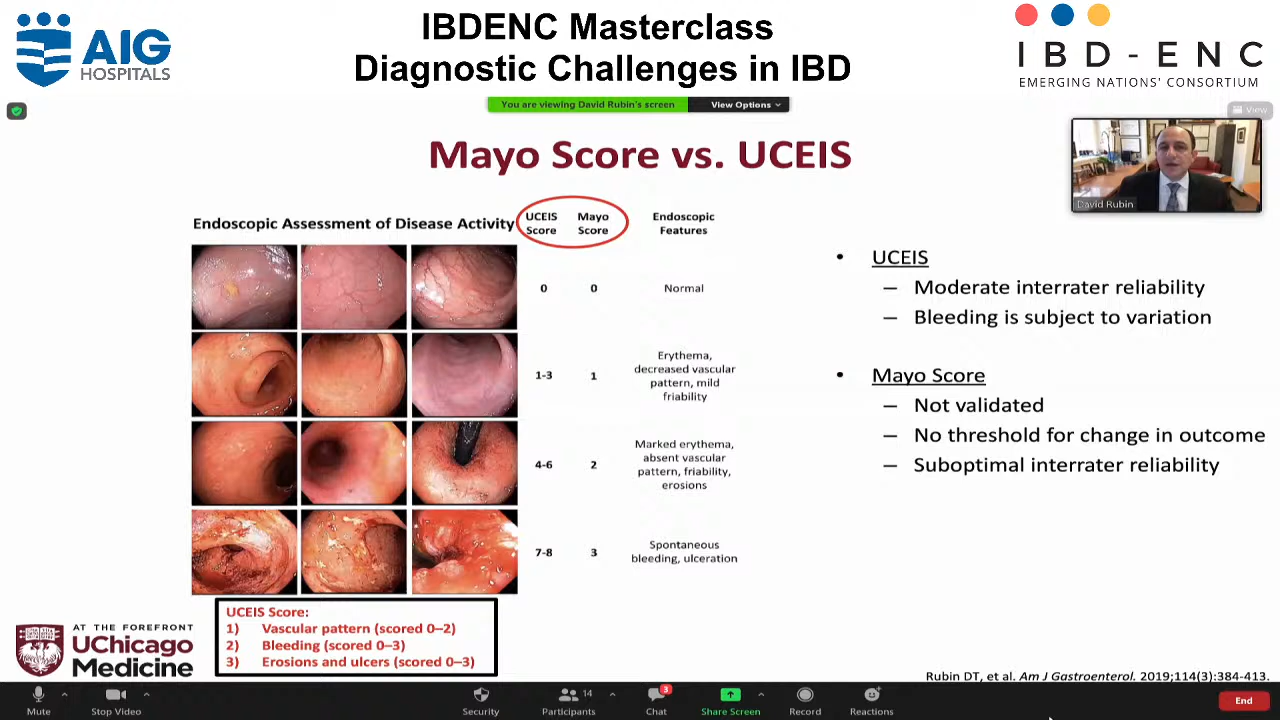 AIG
HOSPITALS
IBDENC Masterclass
Diagnostic Challenges in IBD
IBD-ENC
EMERGING NATIONS' CONSORTIUM
You are viewing David Rubin's screen
View Options
View
David Rubin
Mayo Score vs. UCEIS
Endoscopic Assessment of Disease Activity
UCEIS
Score
Mayo
Score
Endoscopic
Features
0
0
Normal
1-3
1
Erythema,
decreased vascular
pattern, mild
friability
4-6
2
Marked erythema,
absent vascular
pattern, friability,
erosions
7-8
3
Spontaneous
bleeding, ulceration
• UCEIS
– Moderate interrater reliability
– Bleeding is subject to variation
• Mayo Score
– Not validated
– No threshold for change in outcome
– Suboptimal interrater reliability
UCEIS Score:
1) Vascular pattern (scored 0–2)
2) Bleeding (scored 0–3)
3) Erosions and ulcers (scored 0–3)
AT THE FOREFRONT
UChicago
Medicine
Rubin DT, et al. Am J Gastroenterol. 2019;114(3):384-413.
Mute
Stop Video
Security
Participants
14
Chat
3
Share Screen
Record
Reactions
End